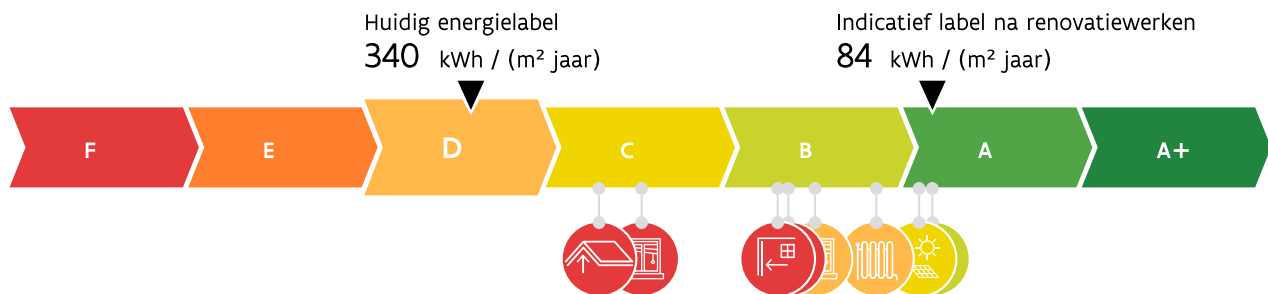 Huidig energielabel
340 kWh / (m² jaar)
Indicatief label na renovatiewerken
84 kWh / (m² jaar)
F
E
D
C
B
A
A+